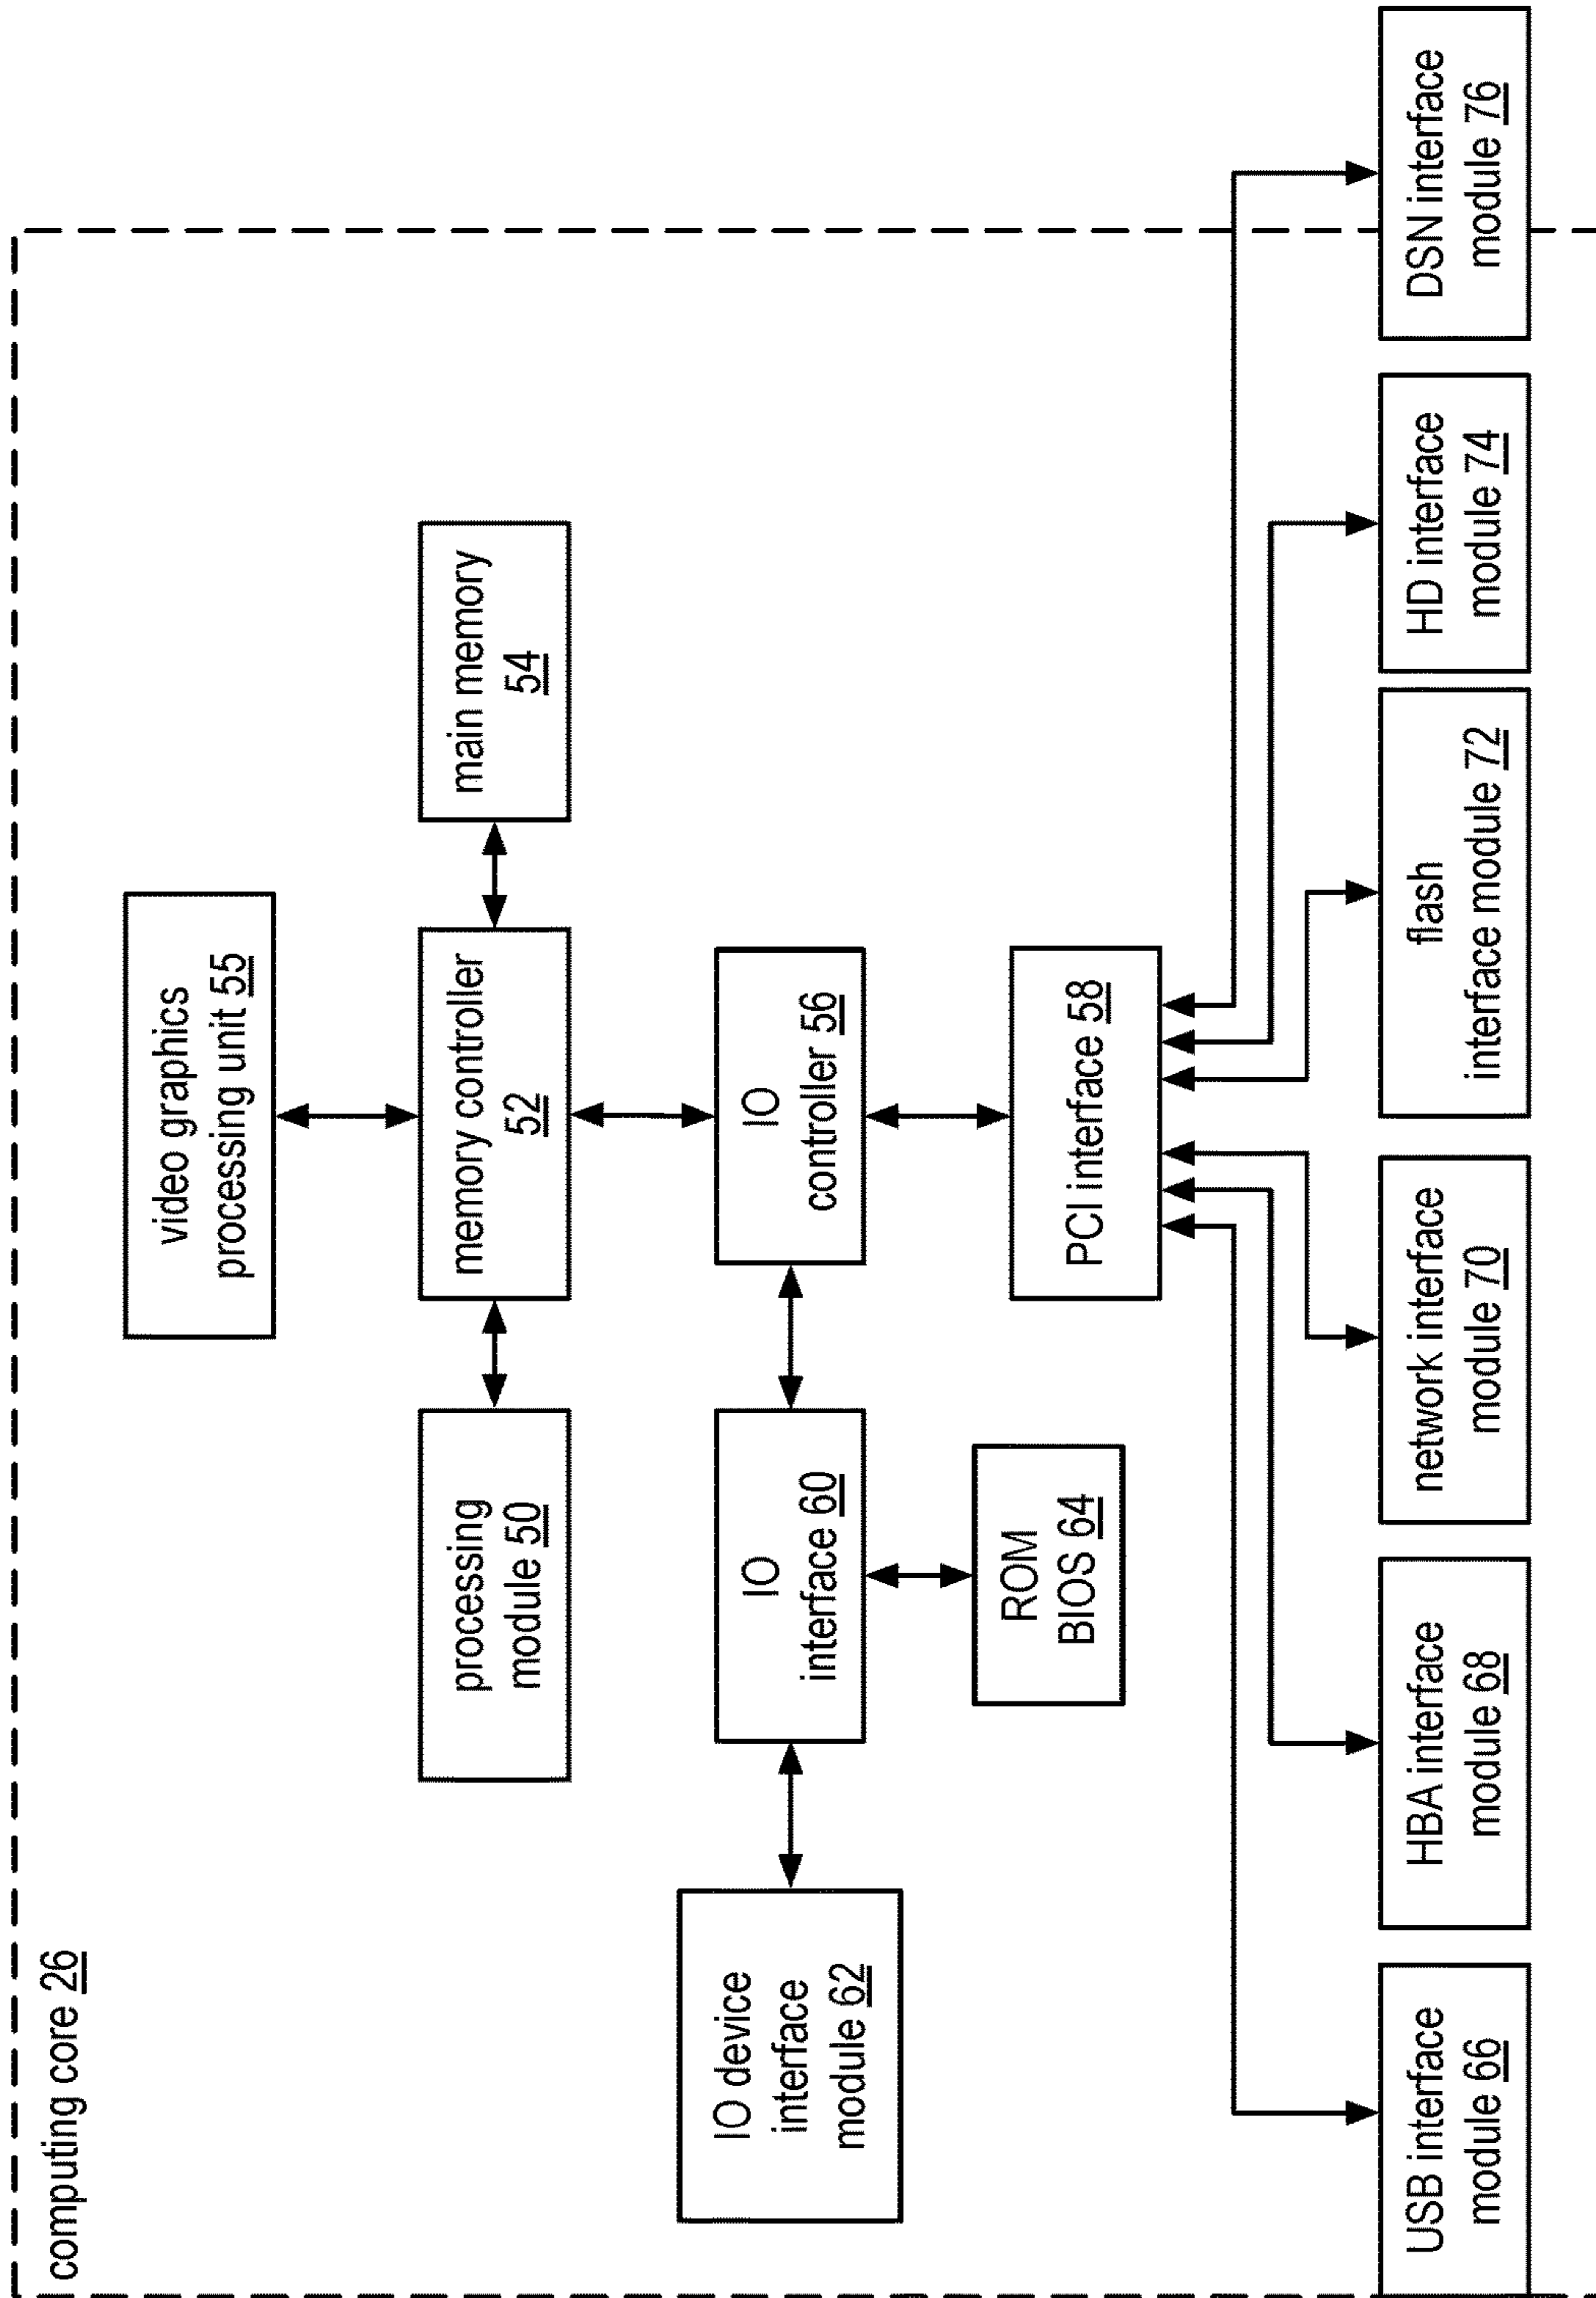 computing core 26
video graphics
processing unit 55
processing
module 50
memory controller
52
main memory
54
IO device
interface
module 62
IO
interface 60
IO
controller 56
ROM
BIOS 64
PCI interface 58
USB interface
module 66
HBA interface
module 68
network interface
module 70
flash
interface module 72
HD interface
module 74
DSN interface
module 76